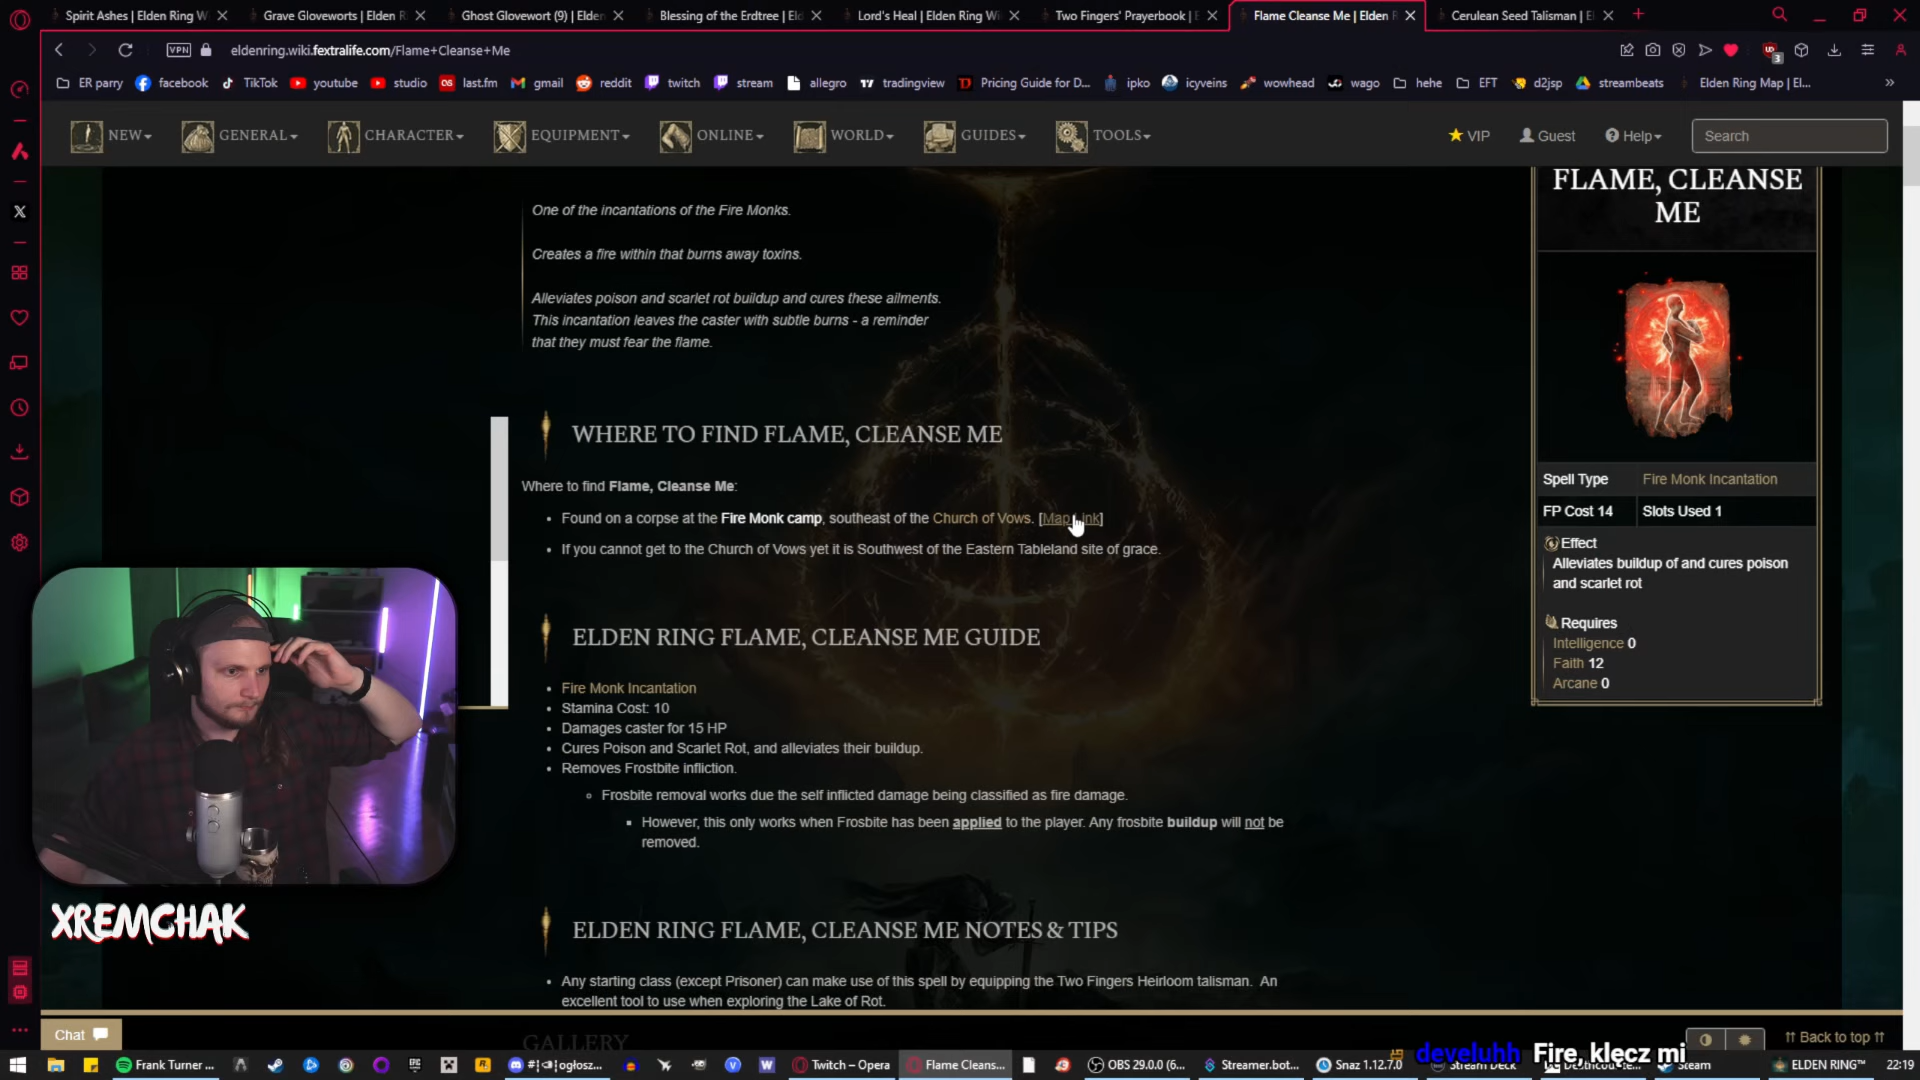 Spirit Ashes | Elden Ring W
Grave Gloveworts | Elden R
Ghost Glovewort (9) | Elden
Blessing of the Erdtree | Eld
Lord's Heal | Elden Ring Wi
Two Fingers' Prayerbook | E
Flame Cleanse Me | Elden R
Cerulean Seed Talisman | El
VPN
eldenring.wiki.fextralife.com/Flame+Cleanse+Me
3
ER parry
facebook
TikTok
youtube
studio
last.fm
gmail
reddit
twitch
stream
allegro
tradingview
Pricing Guide for D...
ipko
icyveins
wowhead
wago
hehe
EFT
d2jsp
streambeats
Elden Ring Map | El...
NEW
GENERAL
CHARACTER
EQUIPMENT
ONLINE
WORLD
GUIDES
TOOLS
VIP
Guest
Help
Search
One of the incantations of the Fire Monks.
Creates a fire within that burns away toxins.
Alleviates poison and scarlet rot buildup and cures these ailments.
This incantation leaves the caster with subtle burns - a reminder
that they must fear the flame.
WHERE TO FIND FLAME, CLEANSE ME
Where to find Flame, Cleanse Me:
Found on a corpse at the Fire Monk camp, southeast of the Church of Vows. [Map Link]
If you cannot get to the Church of Vows yet it is Southwest of the Eastern Tableland site of grace.
ELDEN RING FLAME, CLEANSE ME GUIDE
Fire Monk Incantation
Stamina Cost: 10
Damages caster for 15 HP
Cures Poison and Scarlet Rot, and alleviates their buildup.
Removes Frostbite infliction.
Frosbite removal works due the self inflicted damage being classified as fire damage.
However, this only works when Frosbite has been applied to the player. Any frosbite buildup will not be
removed.
ELDEN RING FLAME, CLEANSE ME NOTES & TIPS
Any starting class (except Prisoner) can make use of this spell by equipping the Two Fingers Heirloom talisman. An
excellent tool to use when exploring the Lake of Rot.
GALLERY
FLAME, CLEANSE
ME
Spell Type
Fire Monk Incantation
FP Cost 14
Slots Used 1
Effect
Alleviates buildup of and cures poison
and scarlet rot
Requires
Intelligence 0
Faith 12
Arcane 0
XREMCHAK
Chat
Back to top
develuhh Fire, klęcz mi
Frank Turner ...
#¦📢¦ogłosz...
Twitch – Opera
Flame Cleans...
OBS 29.0.0 (6...
Streamer.bot...
Snaz 1.12.7.0
Stream Deck
Steam
ELDEN RING™
22:19